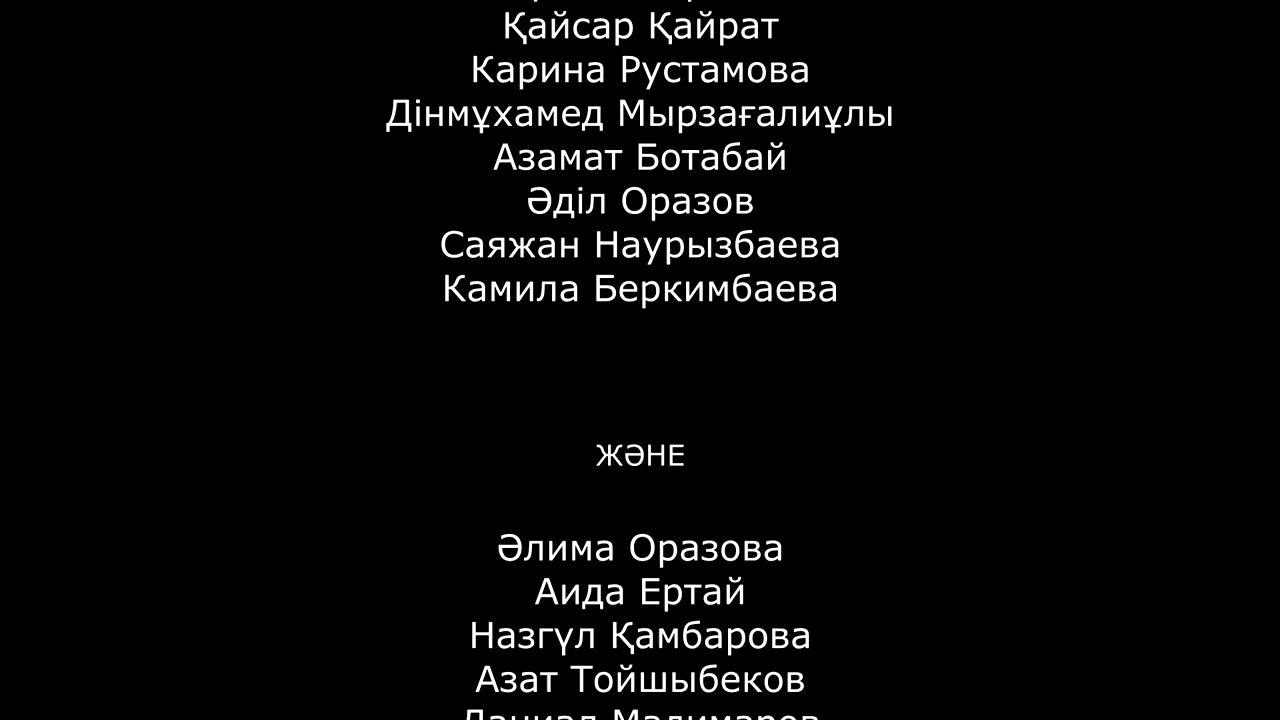 Қайсар Қайрат
Карина Рустамова
Дінмұхамед Мырзағалиұлы
Азамат Ботабай
Әділ Оразов
Саяжан Наурызбаева
Камила Беркимбаева
ЖӘНЕ
Әлима Оразова
Аида Ертай
Назгүл Қамбарова
Азат Тойшыбеков